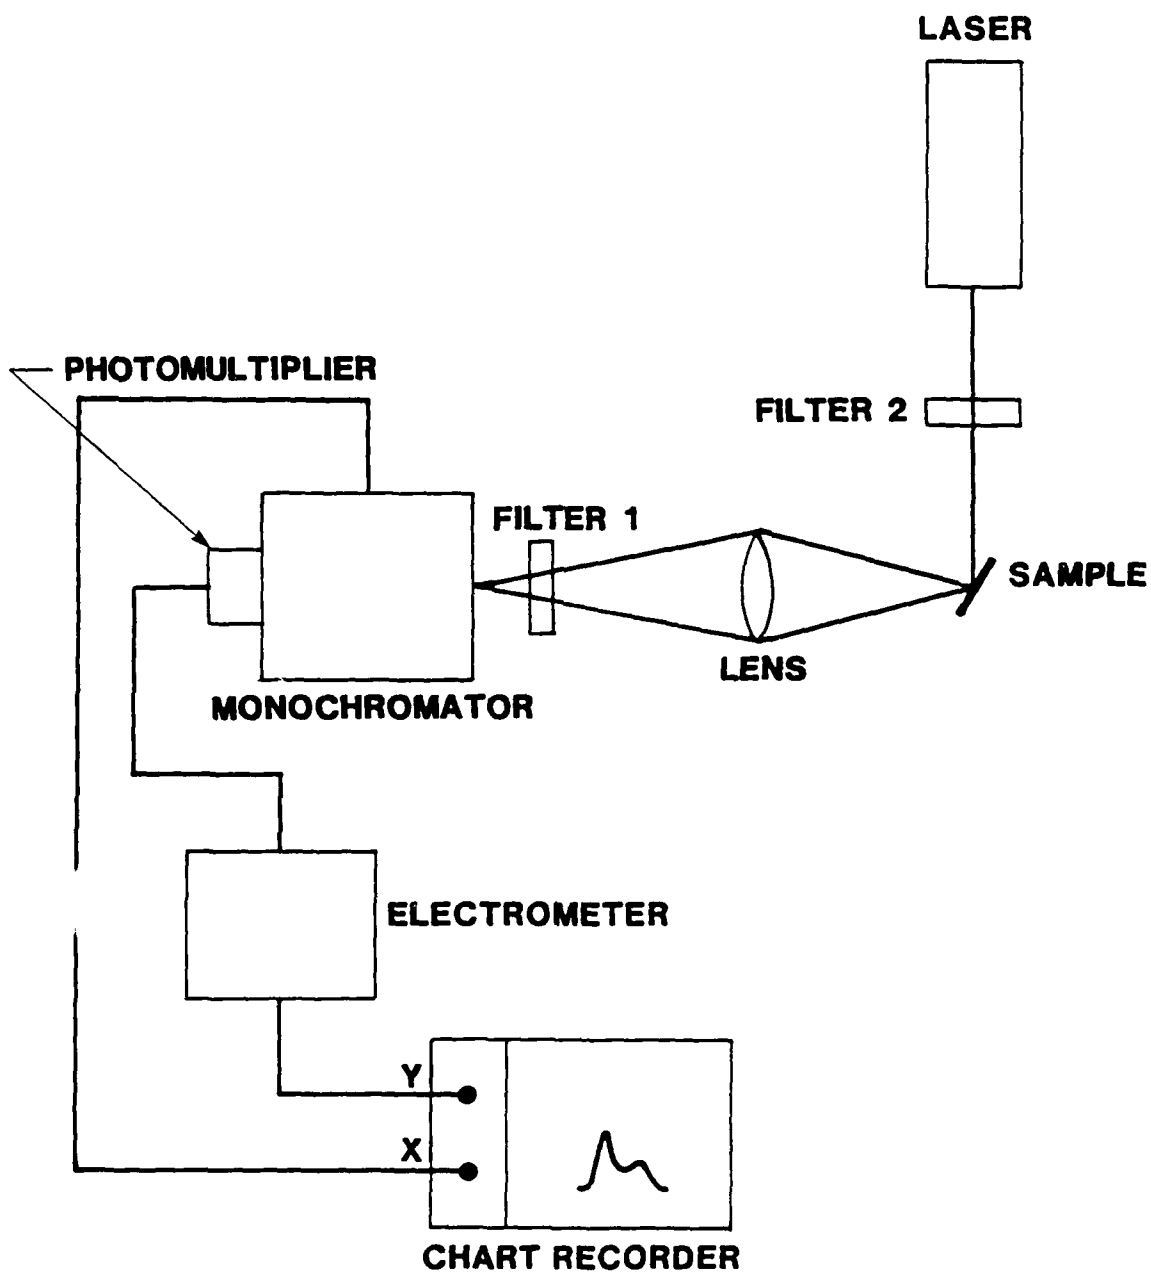 LASER
PHOTOMULTIPLIER
FILTER 2
FILTER 1
SAMPLE
LENS
MONOCHROMATOR
ELECTROMETER
Y
X
CHART RECORDER